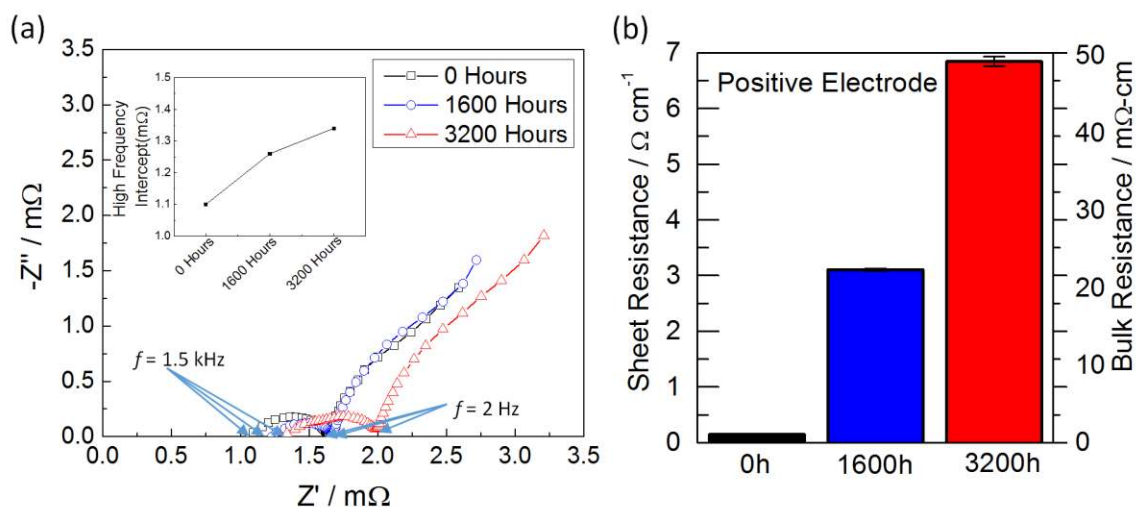 (a)
3.5
3.0
2.5
2.0
1.5
1.0
0.5
0.0
-Z'' / mΩ
0.0 0.5 1.0 1.5 2.0 2.5 3.0 3.5
Z' / mΩ
0 Hours
1600 Hours
3200 Hours
High Frequency
Intercept(mΩ)
1.5
1.4
1.3
1.2
1.1
1.0
0 Hours
1600 Hours
3200 Hours
f = 1.5 kHz
f = 2 Hz
(b)
Positive Electrode
Sheet Resistance / Ω cm⁻¹
7
6
5
4
3
2
1
0
0h 1600h 3200h
50
40
30
20
10
0
Bulk Resistance / mΩ-cm